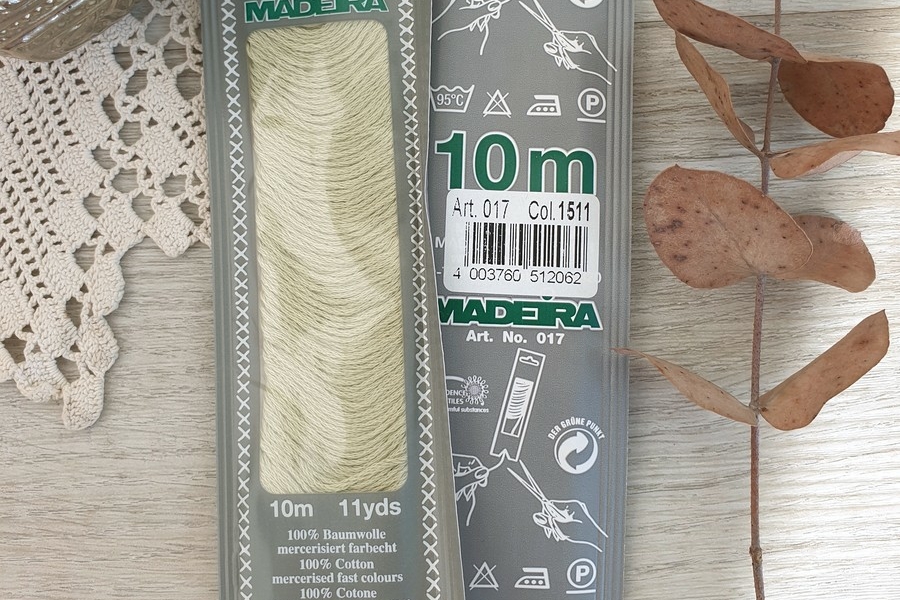 MADEIRA
10m 11yds
100% Baumwolle
mercerisiert farbecht
100% Cotton
mercerised fast colours
100% Cotone
95°C
P
10 m
Art. 017 Col.1511
4 003760 512062
MADEIRA
Art. No. 017
DER GRÜNE PUNKT
P